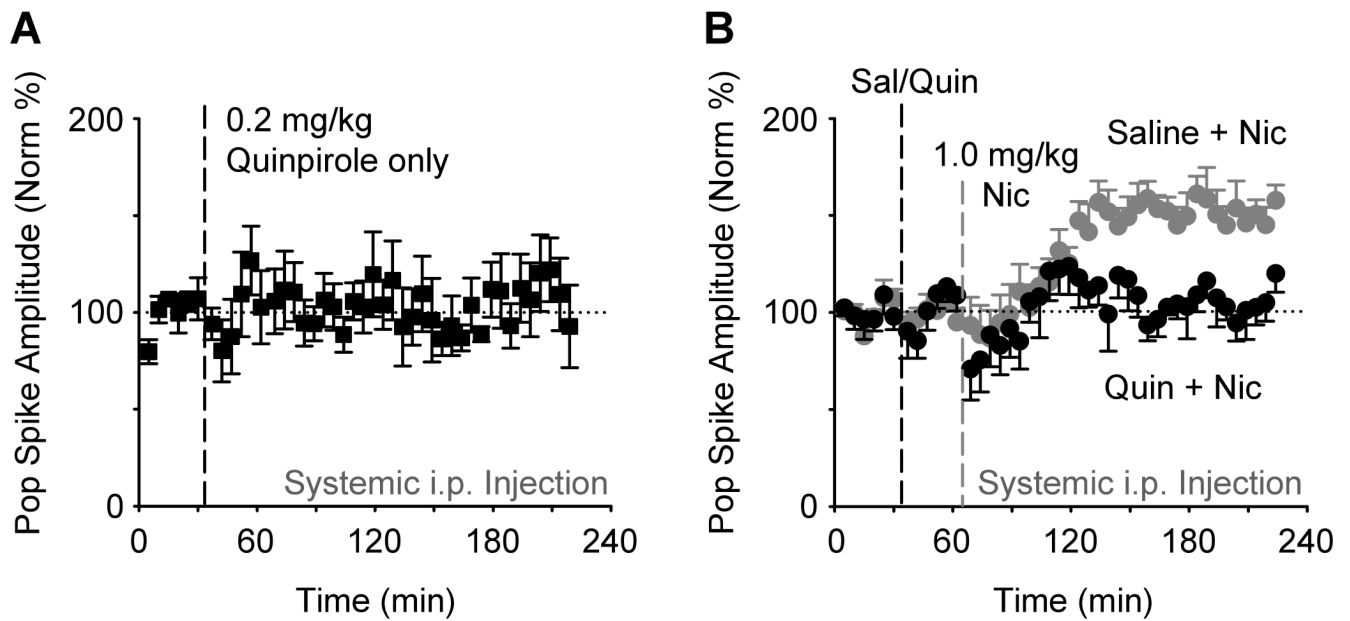 A
Pop Spike Amplitude (Norm %)
200
100
0
0.2 mg/kg
Quinpirole only
Systemic i.p. Injection
0 60 120 180 240
Time (min)
B
Pop Spike Amplitude (Norm %)
200
100
0
Sal/Quin
1.0 mg/kg
Nic
Saline + Nic
Quin + Nic
Systemic i.p. Injection
0 60 120 180 240
Time (min)